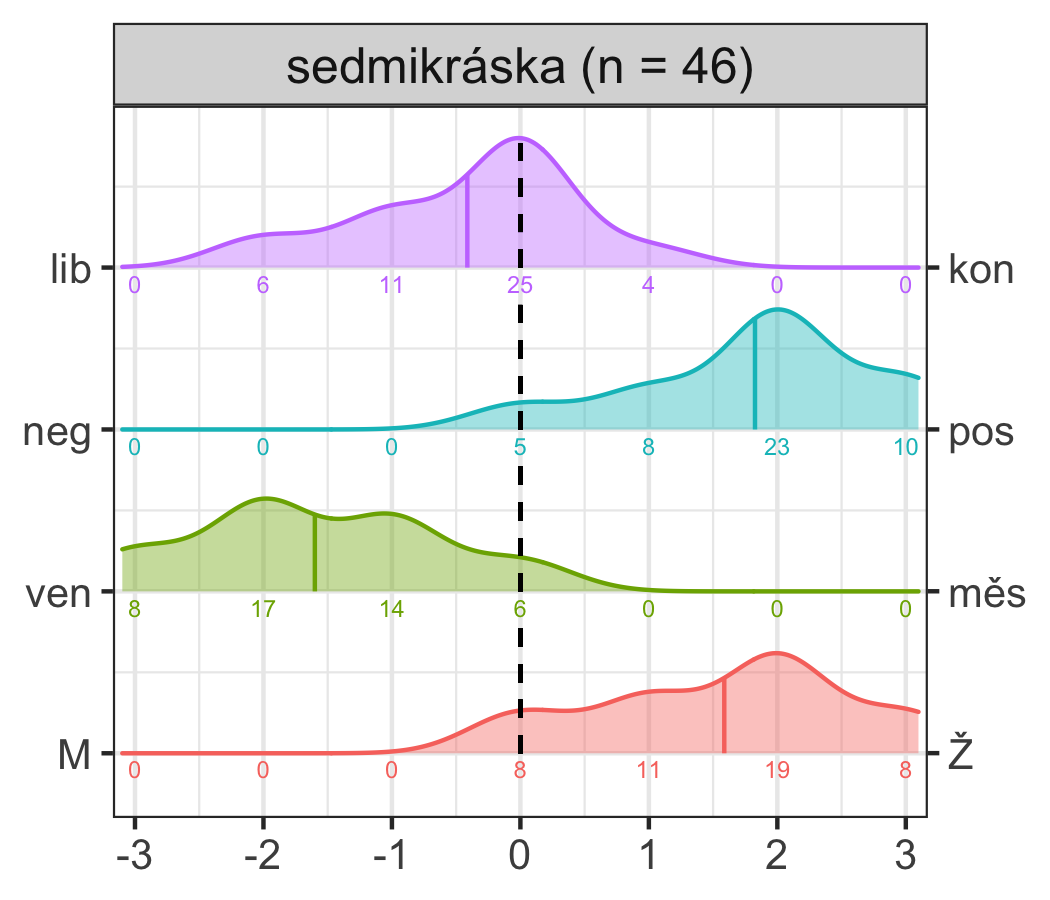 sedmikráska (n = 46)
lib kon
0 6 11 25 4 0 0
neg pos
0 0 0 5 8 23 10
ven měs
8 17 14 6 0 0 0
M Ž
0 0 0 8 11 19 8
-3 -2 -1 0 1 2 3